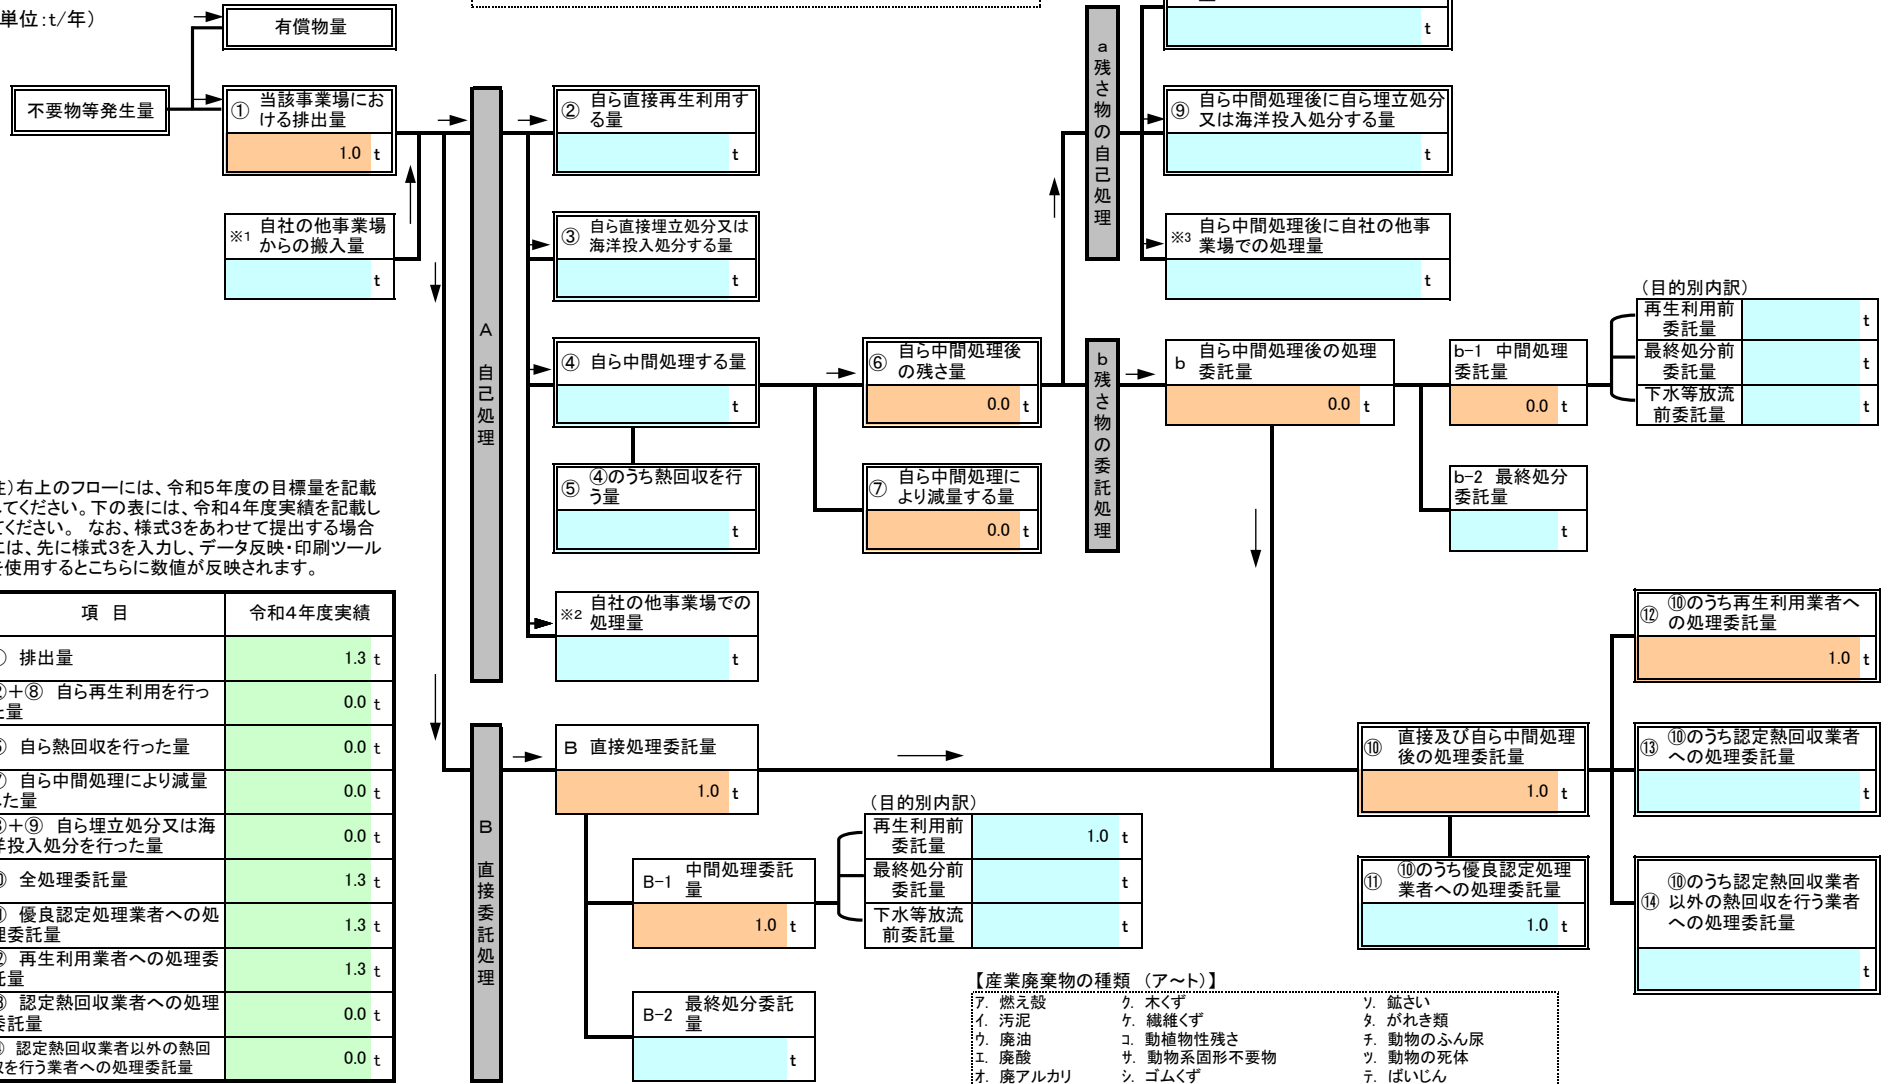 単位:t/年)
有償物量
t
不要物等発生量
① 当該事業場にお
ける排出量
1.0 t
② 自ら直接再生利用す
る量
t
⑨ 自ら中間処理後に自ら埋立処分
又は海洋投入処分する量
t
a 残さ物の自己処理
※1 自社の他事業場
からの搬入量
t
③ 自ら直接埋立処分又は
海洋投入処分する量
t
※3 自ら中間処理後に自社の他事
業場での処理量
t
A 自己処理
④ 自ら中間処理する量
t
⑥ 自ら中間処理後
の残さ量
0.0 t
b 残さ物の委託処理
b 自ら中間処理後の処理
委託量
0.0 t
b-1 中間処理
委託量
0.0 t
(目的別内訳)
再生利用前
委託量
t
最終処分前
委託量
t
下水等放流
前委託量
t
⑤ ④のうち熱回収を行
う量
t
⑦ 自ら中間処理に
より減量する量
0.0 t
b-2 最終処分
委託量
t
)右上のフローには、令和5年度の目標量を記載
してください。下の表には、令和4年度実績を記載し
てください。 なお、様式3をあわせて提出する場合
には、先に様式3を入力し、データ反映・印刷ツール
を使用するとこちらに数値が反映されます。
※2 自社の他事業場での
処理量
t
項 目 令和4年度実績
排出量 1.3 t
+⑧ 自ら再生利用を行っ
た量 0.0 t
自ら熱回収を行った量 0.0 t
自ら中間処理により減量
した量 0.0 t
+⑨ 自ら埋立処分又は海
洋投入処分を行った量 0.0 t
全処理委託量 1.3 t
優良認定処理業者への処
理委託量 1.3 t
再生利用業者への処理委
託量 1.3 t
認定熱回収業者への処理
委託量 0.0 t
認定熱回収業者以外の熱回
収を行う業者への処理委託量 0.0 t
B 直接委託処理
B 直接処理委託量
1.0 t
(目的別内訳)
再生利用前
委託量
1.0 t
最終処分前
委託量
t
下水等放流
前委託量
t
B-1 中間処理委託
量
1.0 t
B-2 最終処分委託
量
t
⑩ 直接及び自ら中間処理
後の処理委託量
1.0 t
⑪ ⑩のうち優良認定処理
業者への処理委託量
1.0 t
⑫ ⑩のうち再生利用業者へ
の処理委託量
1.0 t
⑬ ⑩のうち認定熱回収業者
への処理委託量
t
⑭ ⑩のうち認定熱回収業者
以外の熱回収を行う業者
への処理委託量
t
【産業廃棄物の種類 (ア~ト)】
ア. 燃え殻 ク. 木くず ソ. 鉱さい
イ. 汚泥 ケ. 繊維くず タ. がれき類
ウ. 廃油 コ. 動植物性残さ チ. 動物のふん尿
エ. 廃酸 サ. 動物系固形不要物 ツ. 動物の死体
オ. 廃アルカリ シ. ゴムくず テ. ばいじん